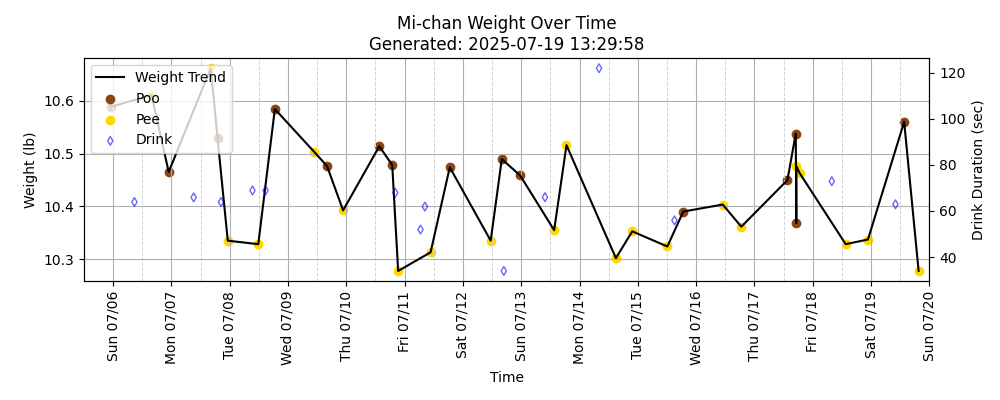 Mi-chan Weight Over Time
Generated: 2025-07-19 13:29:58
Weight Trend
Poo
Pee
Drink
Weight (lb)
10.6
10.5
10.4
10.3
120
100
80
60
40
Drink Duration (sec)
Sun 07/06
Mon 07/07
Tue 07/08
Wed 07/09
Thu 07/10
Fri 07/11
Sat 07/12
Sun 07/13
Mon 07/14
Tue 07/15
Wed 07/16
Thu 07/17
Fri 07/18
Sat 07/19
Sun 07/20
Time